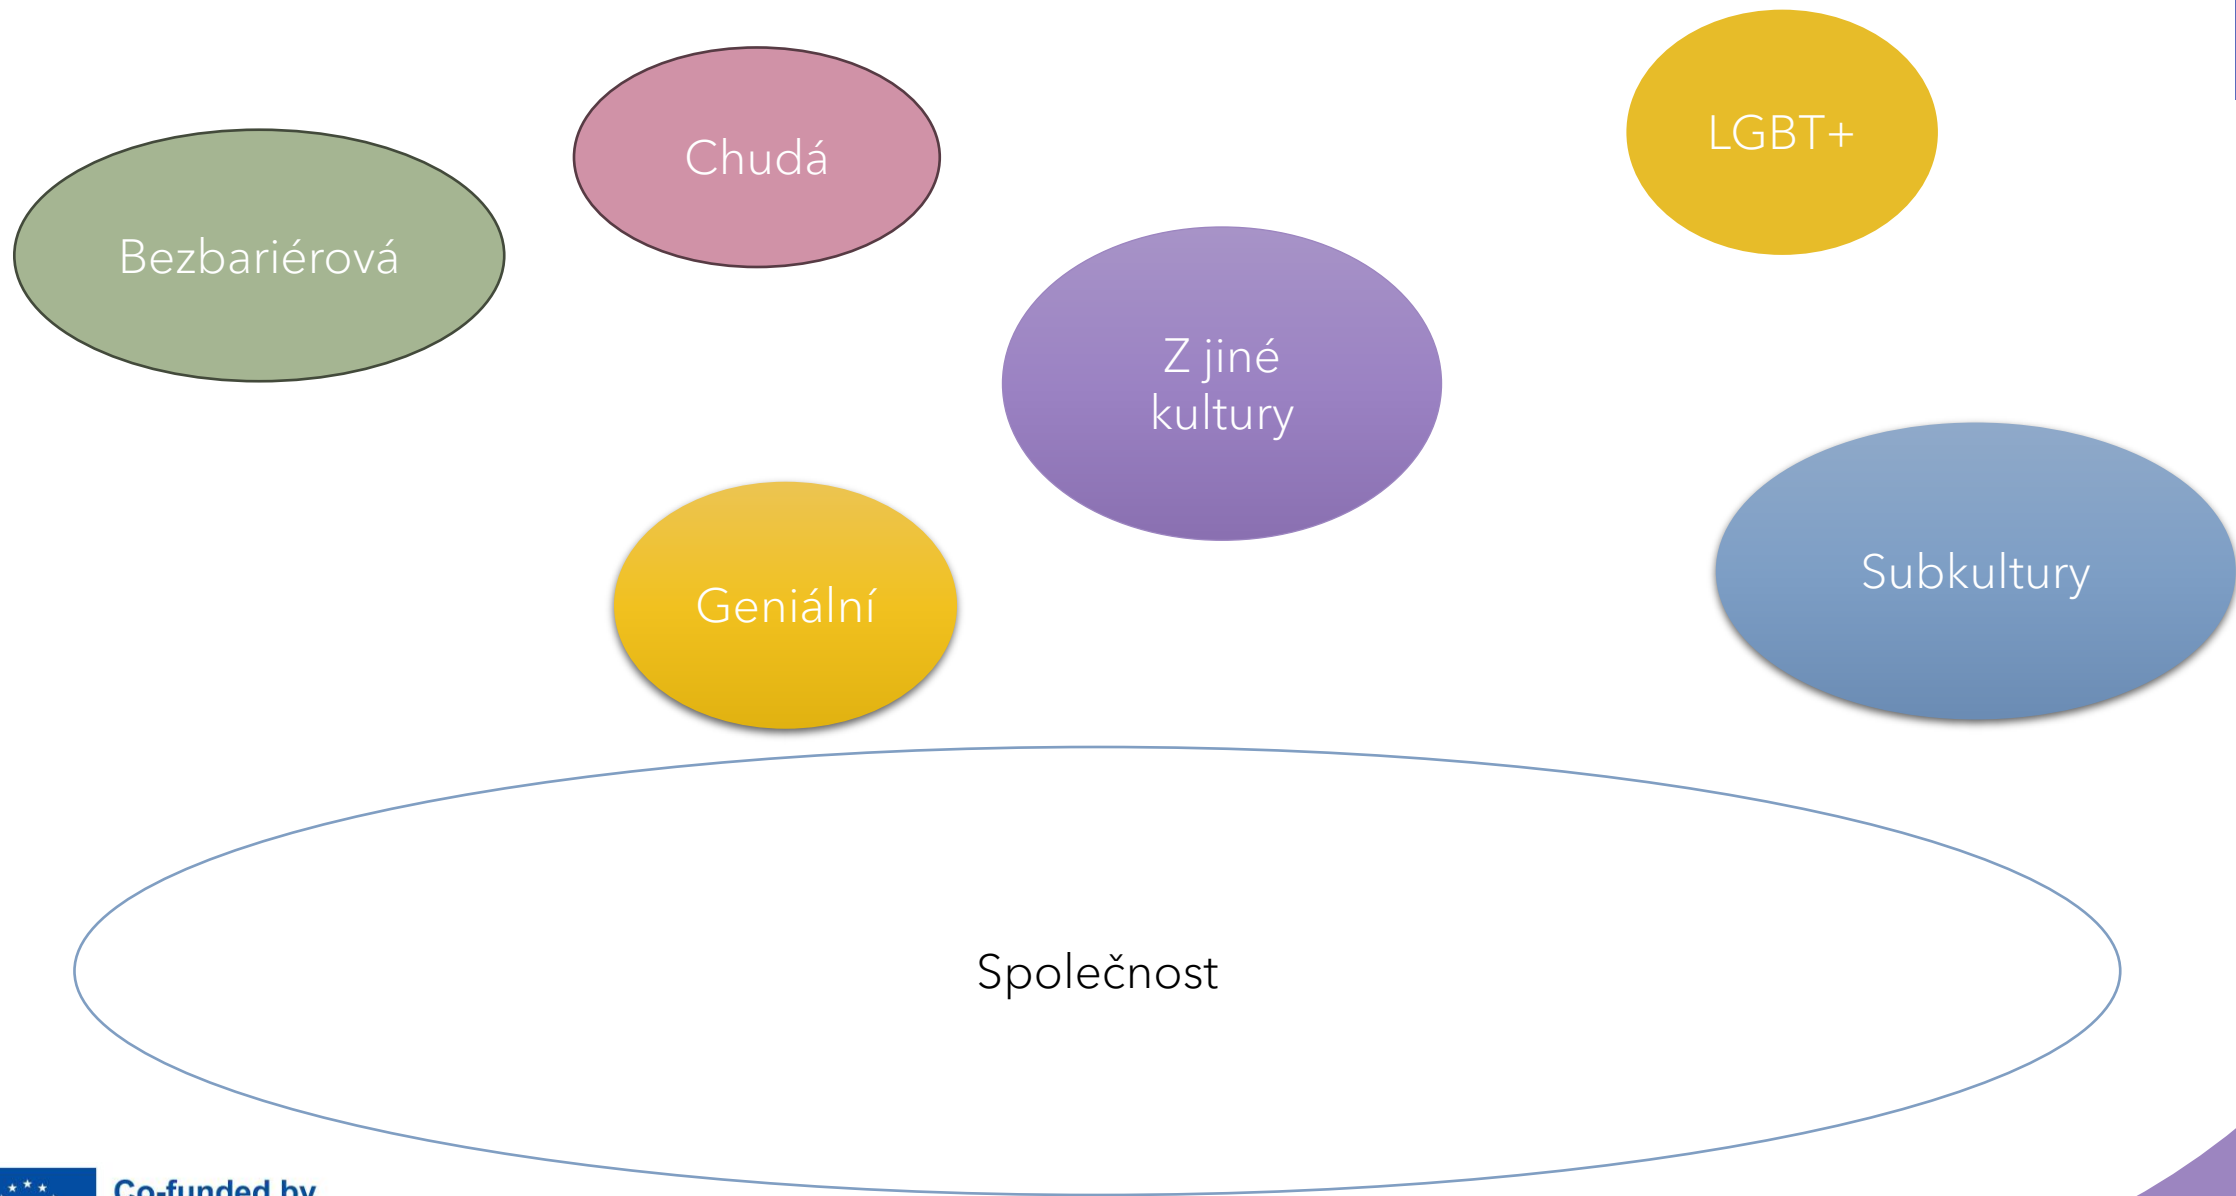 LGBT+
Chudá
Bezbariérová
Z jiné
kultury
Subkultury
Geniální
Společnost
Co-funded by